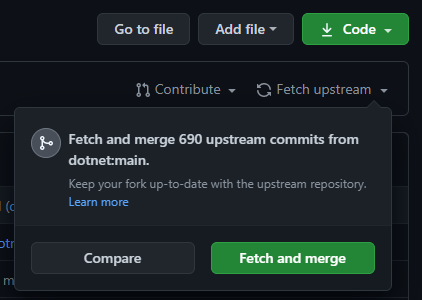 Go to file
Add file
Code
Contribute
Fetch upstream
Fetch and merge 690 upstream commits from
dotnet:main.
Keep your fork up-to-date with the upstream repository.
Learn more
Compare
Fetch and merge